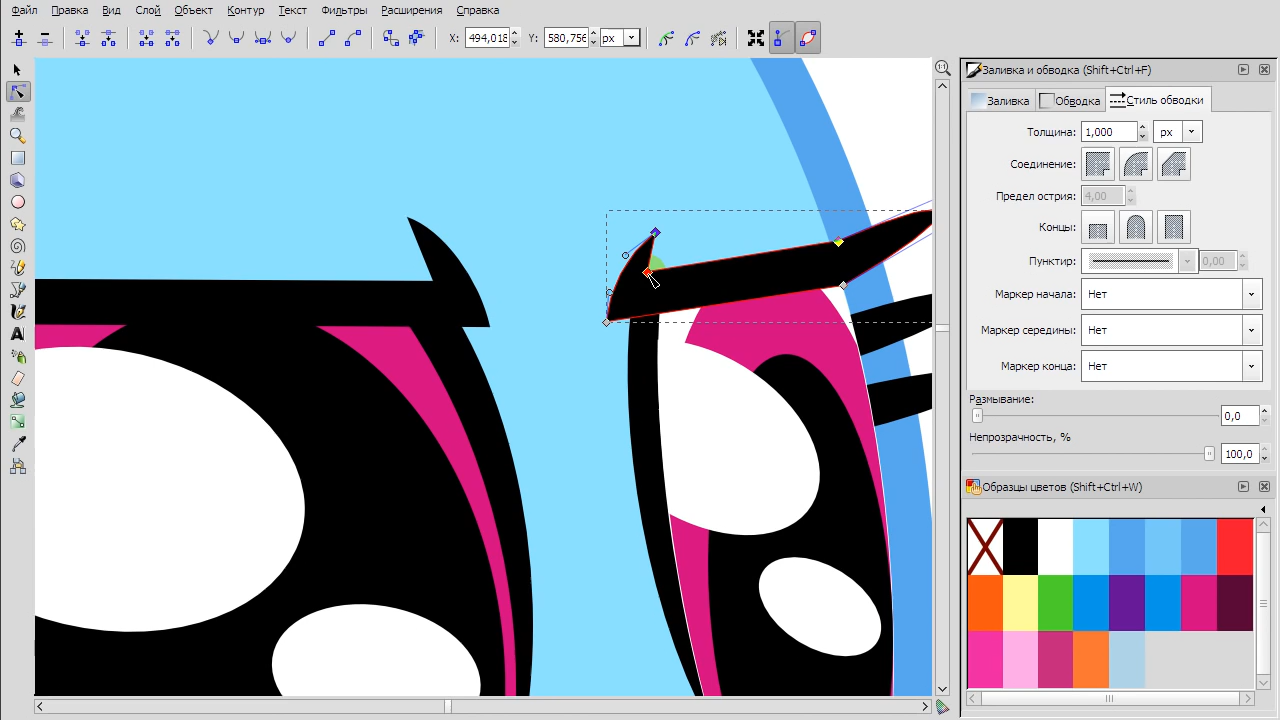 Файл Правка Вид Слой Объект Контур Текст Фильтры Расширения Справка
X: 494,018 Y: 580,756 px
1:1
Заливка и обводка (Shift+Ctrl+F)
Заливка Обводка Стиль обводки
Толщина: 1,000 px
Соединение:
Предел острия: 4,00
Концы:
Пунктир: 0,00
Маркер начала: Нет
Маркер середины: Нет
Маркер конца: Нет
Размывание:
0,0
Непрозрачность, %
100,0
Образцы цветов (Shift+Ctrl+W)